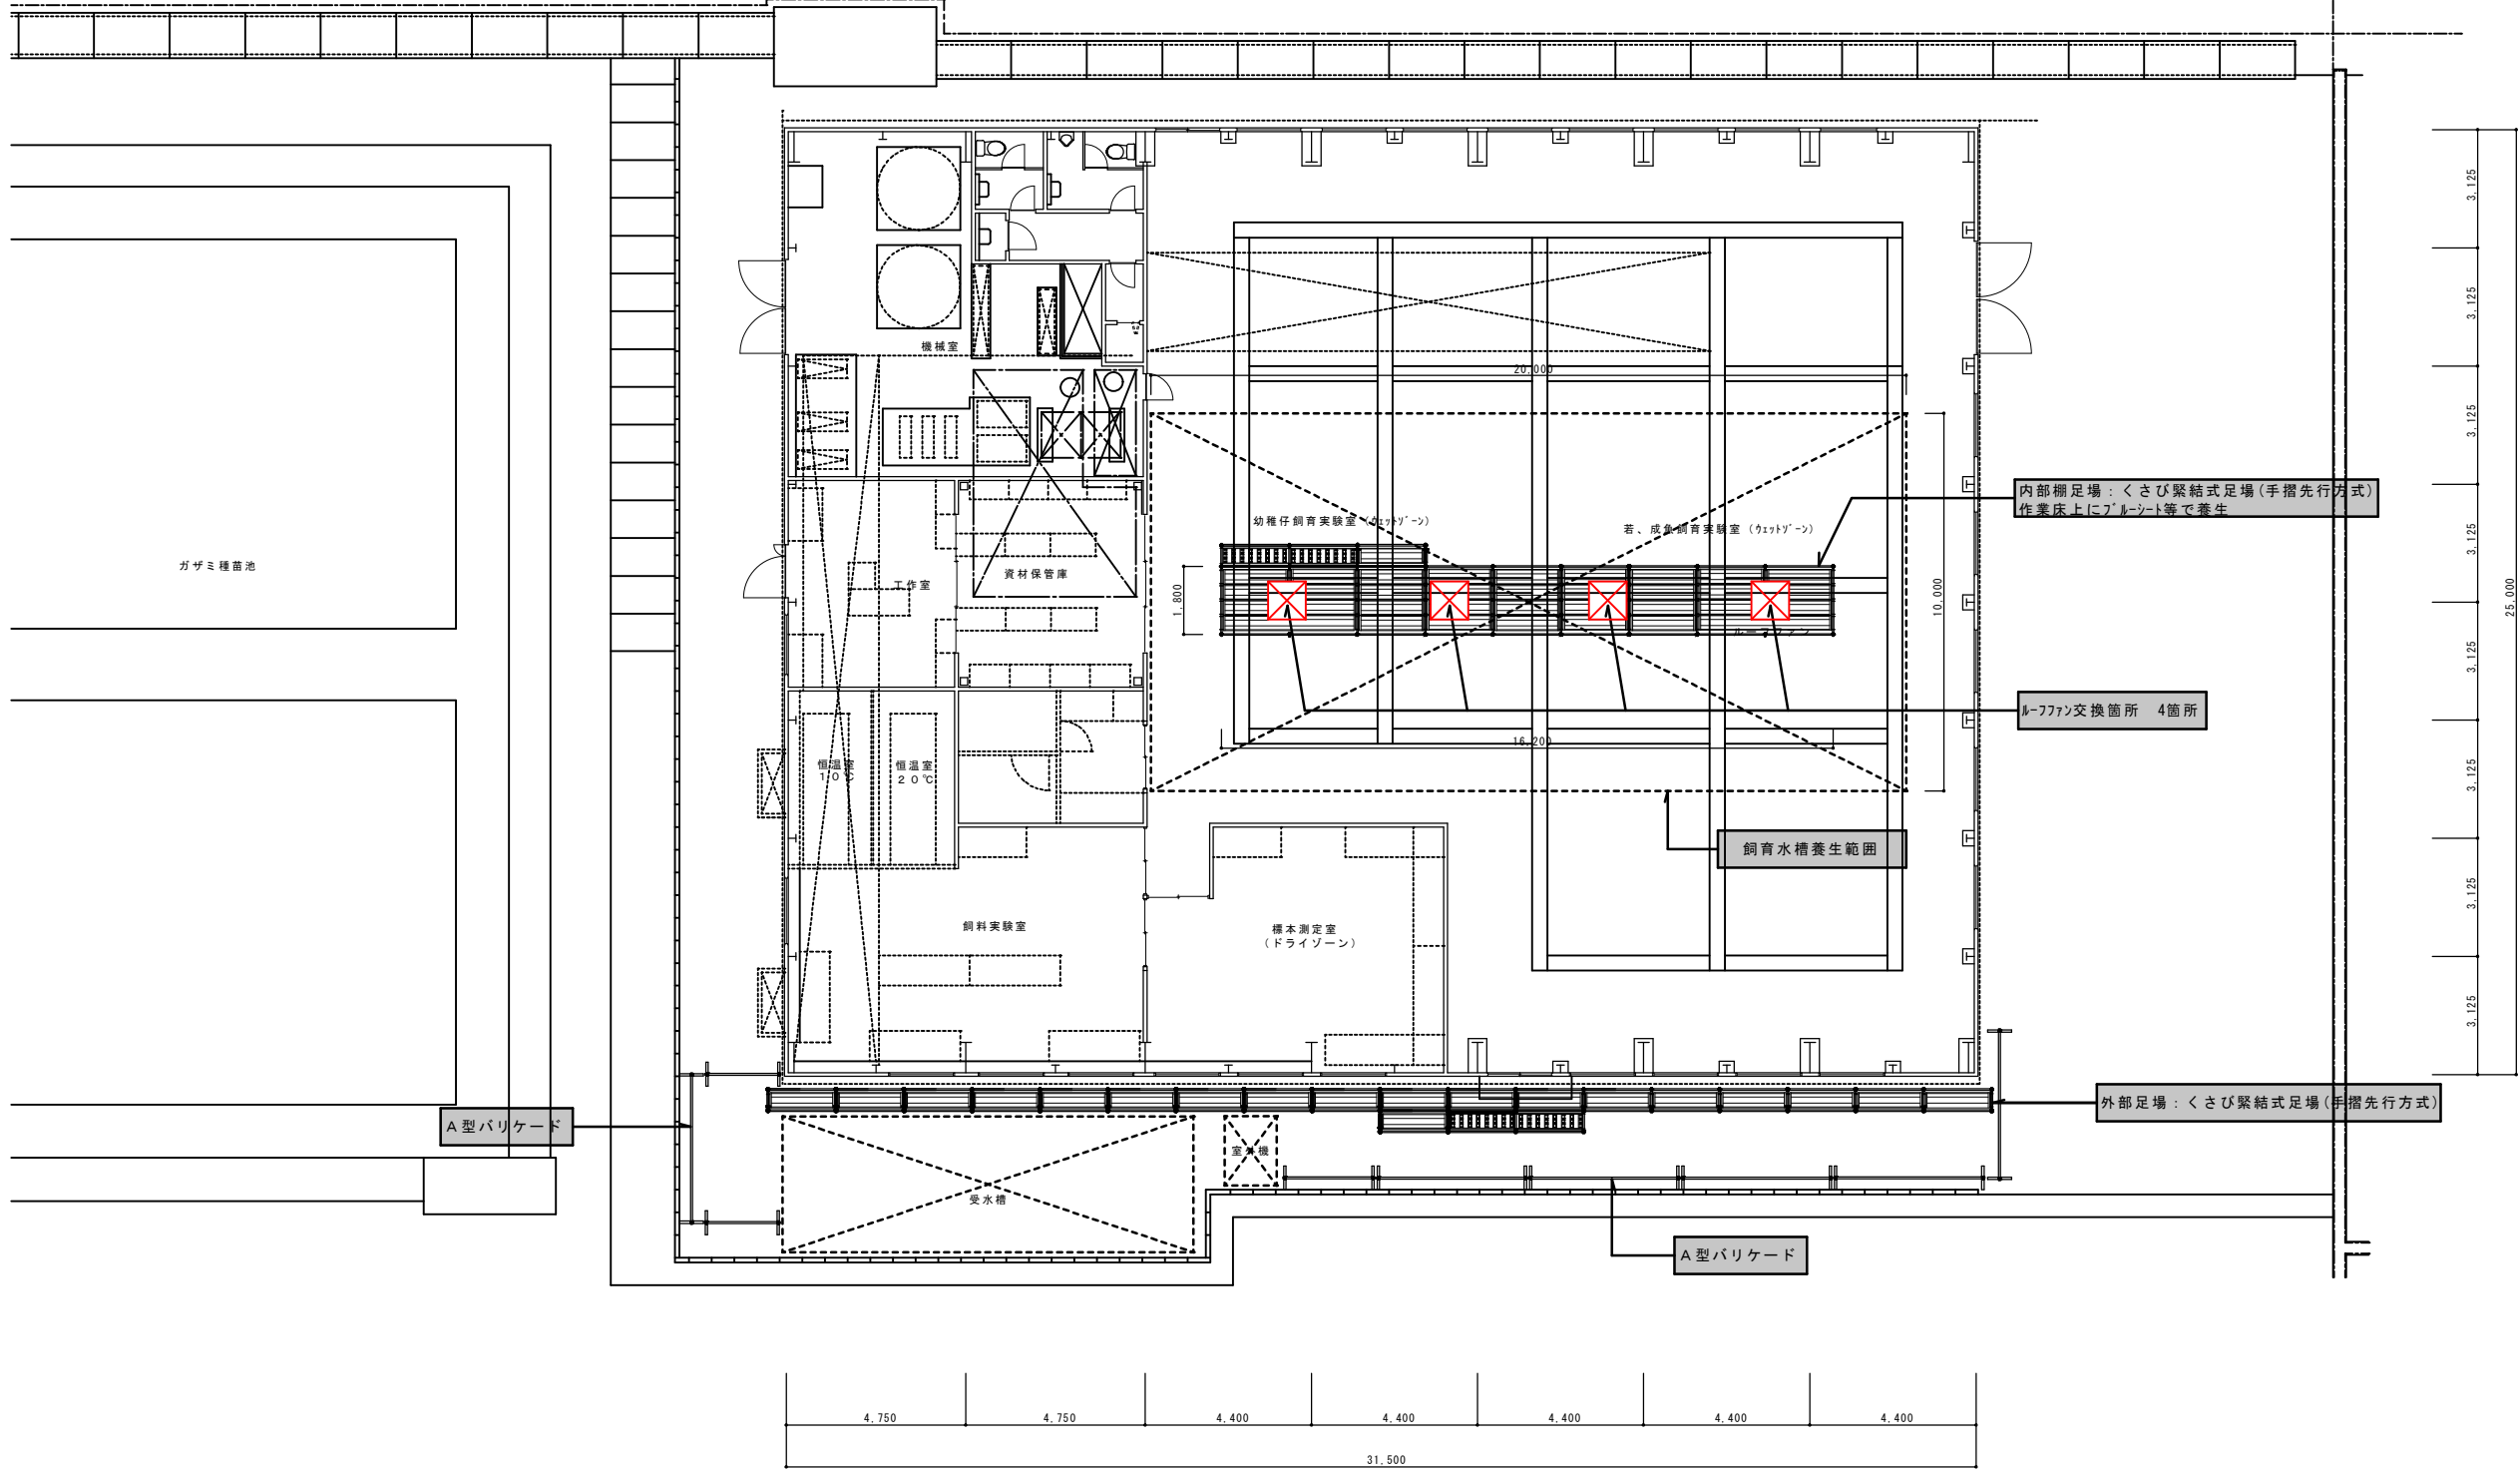 3,125
3,125
3,125
3,125
3,125
3,125
3,125
3,125
25,000
機械室
20,000
内部棚足場：くさび緊結式足場(手摺先行方式)
作業床上にﾌﾞﾙｰｼｰﾄ等で養生
幼稚仔飼育実験室（ｳｪｯﾄｿﾞｰﾝ）
若、成魚飼育実験室（ｳｪｯﾄｿﾞｰﾝ）
ガザミ種苗池
工作室
資材保管庫
1,800
10,000
ルーフファン
ﾙｰﾌﾌｧﾝ交換箇所　4箇所
16,200
恒温室
10℃
恒温室
20℃
飼育水槽養生範囲
飼料実験室
標本測定室
（ドライゾーン）
A型バリケード
外部足場：くさび緊結式足場(手摺先行方式)
室外機
受水槽
A型バリケード
4,750
4,750
4,400
4,400
4,400
4,400
4,400
31,500